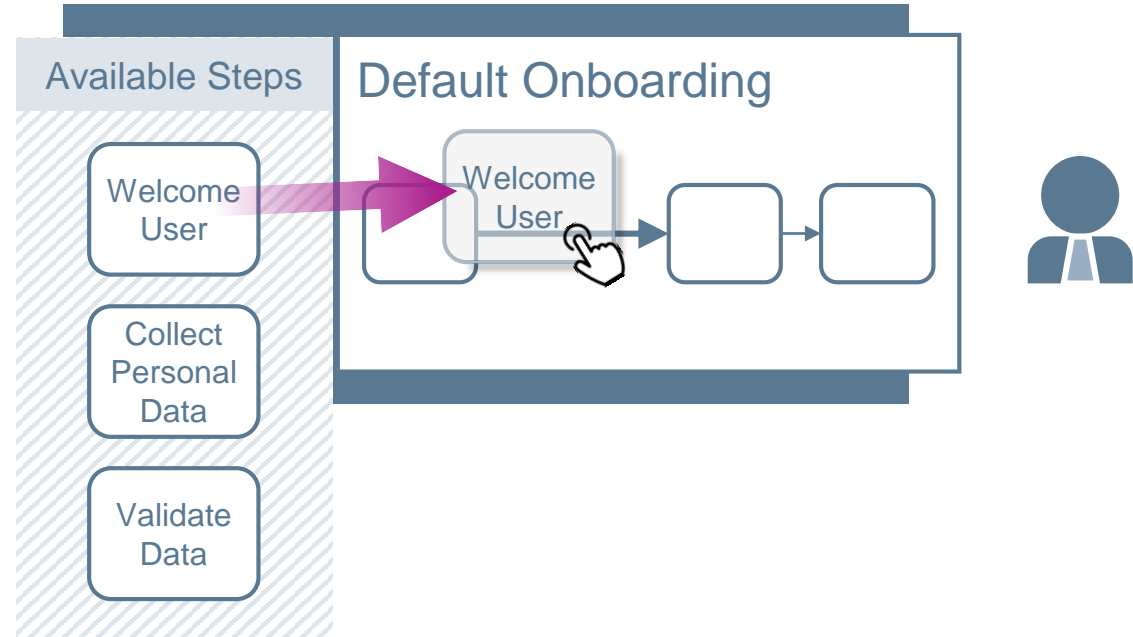 Available Steps
Default Onboarding
Welcome
User
Welcome
User
Collect
Personal
Data
Validate
Data